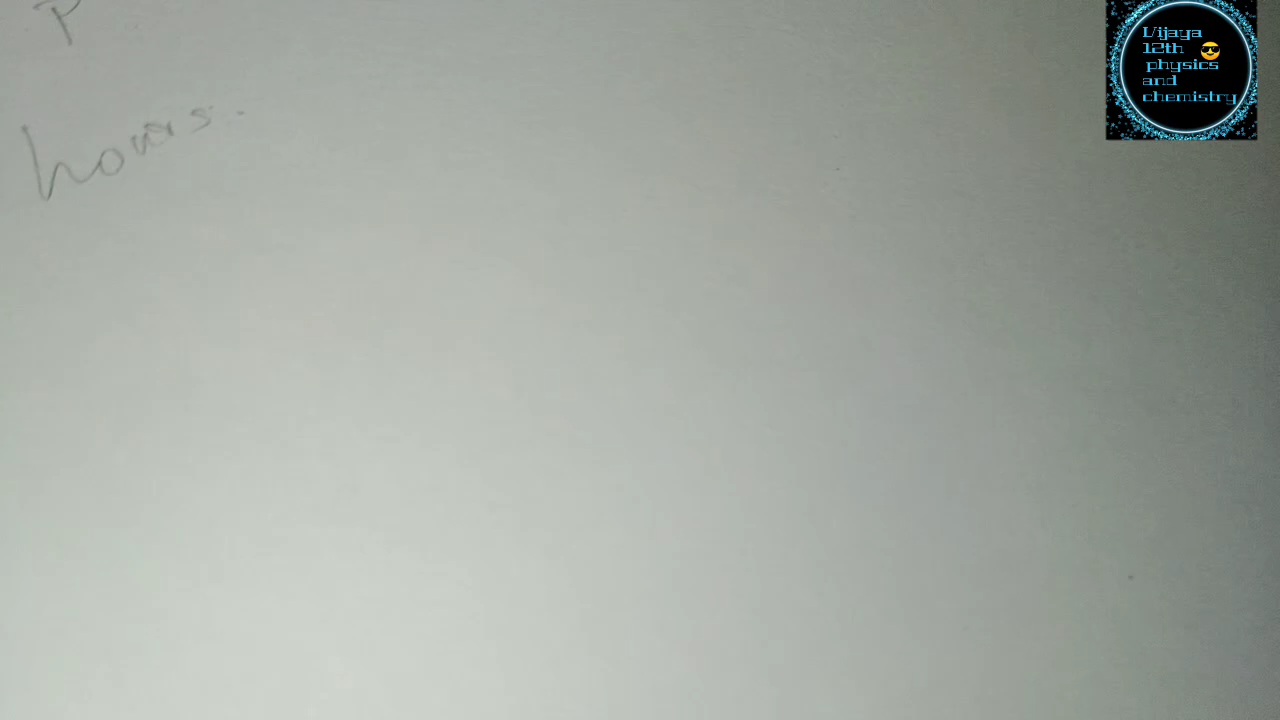 P
hours.
Vijaya
12th 😎
physics
and
chemistry